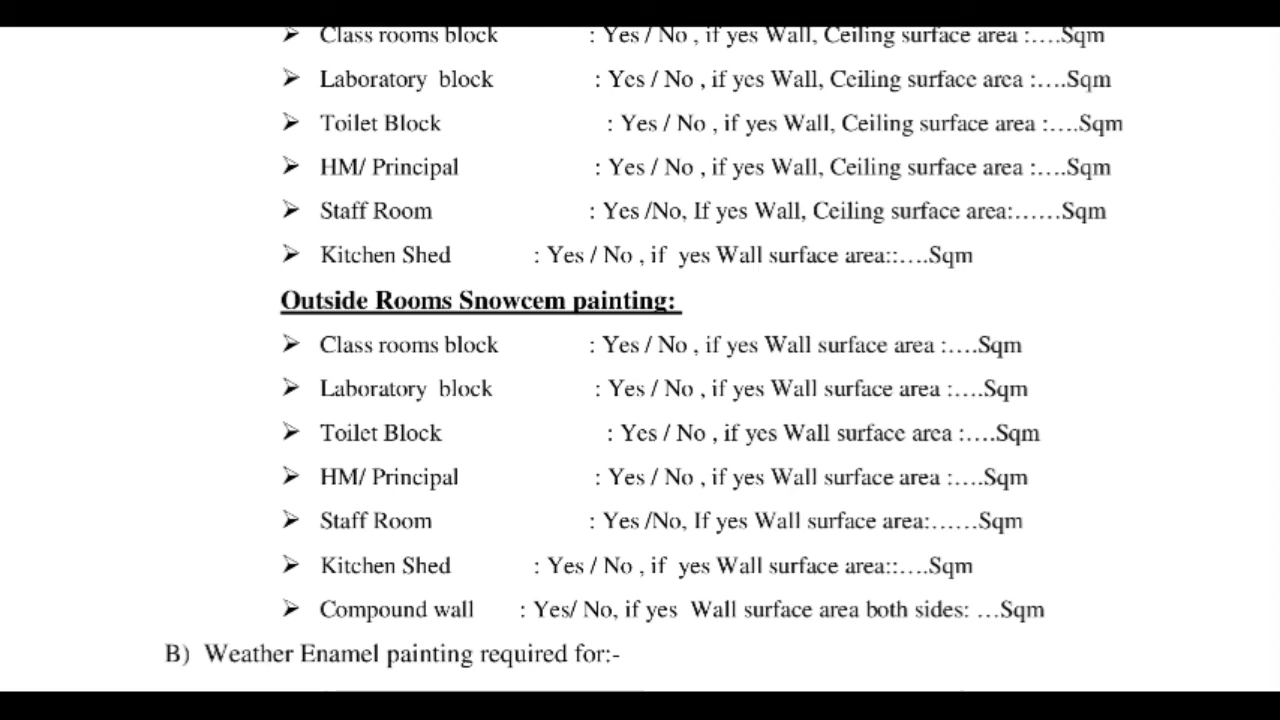 ➢ Class rooms block : Yes / No , if yes Wall, Ceiling surface area :….Sqm
➢ Laboratory block : Yes / No , if yes Wall, Ceiling surface area :….Sqm
➢ Toilet Block : Yes / No , if yes Wall, Ceiling surface area :….Sqm
➢ HM/ Principal : Yes / No , if yes Wall, Ceiling surface area :….Sqm
➢ Staff Room : Yes /No, If yes Wall, Ceiling surface area:……Sqm
➢ Kitchen Shed : Yes / No , if yes Wall surface area::….Sqm
Outside Rooms Snowcem painting:
➢ Class rooms block : Yes / No , if yes Wall surface area :….Sqm
➢ Laboratory block : Yes / No , if yes Wall surface area :….Sqm
➢ Toilet Block : Yes / No , if yes Wall surface area :….Sqm
➢ HM/ Principal : Yes / No , if yes Wall surface area :….Sqm
➢ Staff Room : Yes /No, If yes Wall surface area:……Sqm
➢ Kitchen Shed : Yes / No , if yes Wall surface area::….Sqm
➢ Compound wall : Yes/ No, if yes Wall surface area both sides: …Sqm
B) Weather Enamel painting required for:-